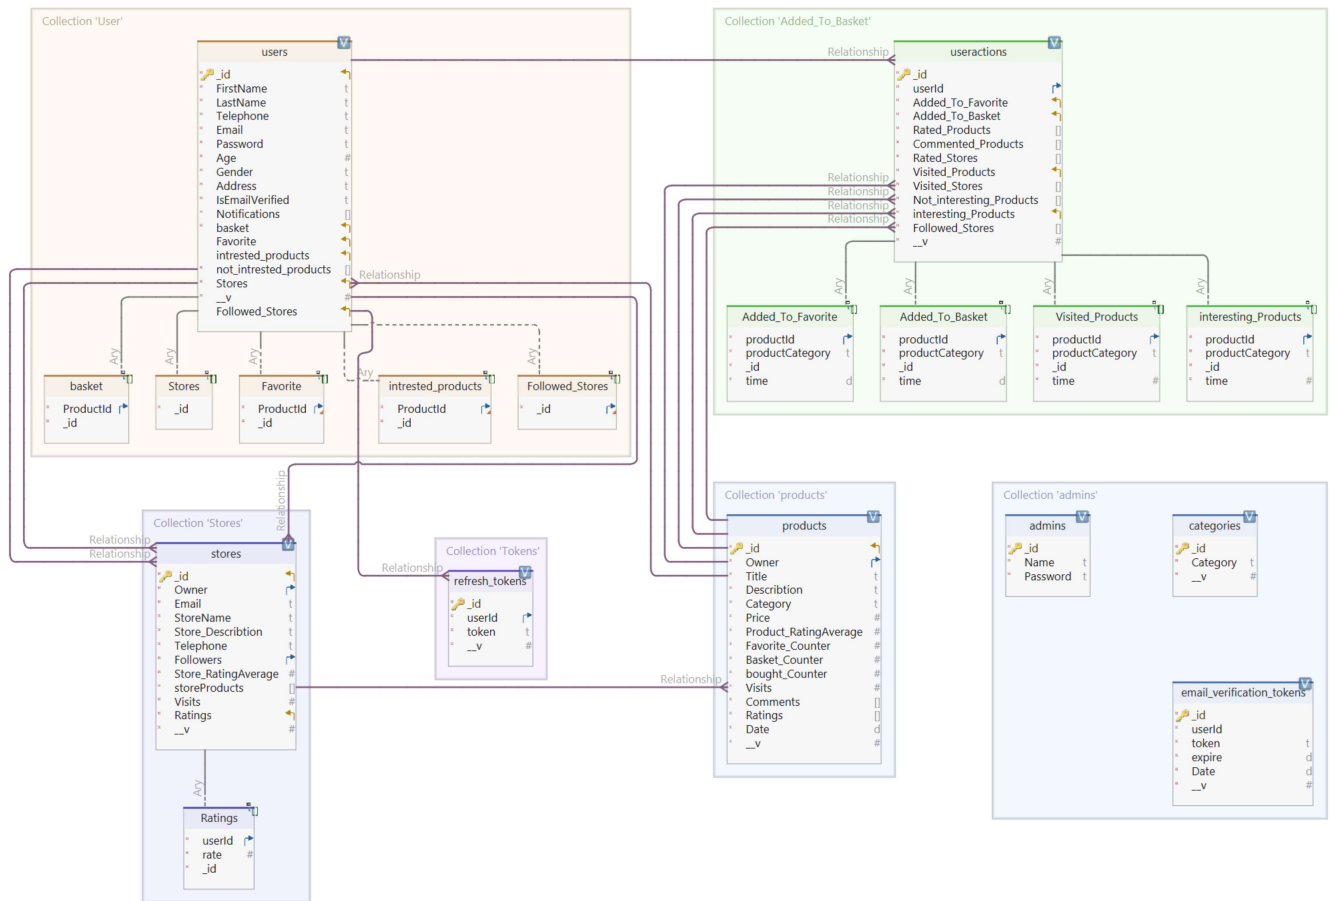 Collection 'User'
users
_id
FirstName t
LastName t
Telephone t
Email t
Password t
Age #
Gender t
Address t
IsEmailVerified t
Notifications []
basket
Favorite
intrested_products
not_intrested_products []
Stores
__v #
Followed_Stores
Relationship
Ary
Ary
Ary
Ary
Ary
basket
ProductId
_id
Stores
_id
Favorite
ProductId
_id
intrested_products
ProductId
_id
Followed_Stores
_id
Collection 'Added_To_Basket'
Relationship
useractions
_id
userId
Added_To_Favorite
Added_To_Basket
Rated_Products []
Commented_Products []
Rated_Stores []
Visited_Products
Visited_Stores []
Not_interesting_Products []
interesting_Products
Followed_Stores []
__v #
Relationship
Relationship
Relationship
Relationship
Ary
Ary
Ary
Ary
Added_To_Favorite
productId
productCategory t
_id
time d
Added_To_Basket
productId
productCategory t
_id
time d
Visited_Products
productId
productCategory t
_id
time #
interesting_Products
productId
productCategory t
_id
time #
Collection 'Stores'
Relationship
Relationship
Relationship
stores
_id
Owner
Email t
StoreName t
Store_Describtion t
Telephone t
Followers
Store_RatingAverage #
storeProducts []
Visits #
Ratings
__v #
Ary
Ratings
userId
rate #
_id
Collection 'Tokens'
Relationship
refresh_tokens
_id
userId
token t
__v #
Collection 'products'
products
_id
Owner
Title t
Describtion t
Category t
Price #
Product_RatingAverage #
Favorite_Counter #
Basket_Counter #
bought_Counter #
Visits #
Comments []
Ratings []
Date d
__v #
Relationship
Collection 'admins'
admins
_id
Name t
Password t
categories
_id
Category t
__v #
email_verification_tokens
_id
userId
token t
expire d
Date d
__v #